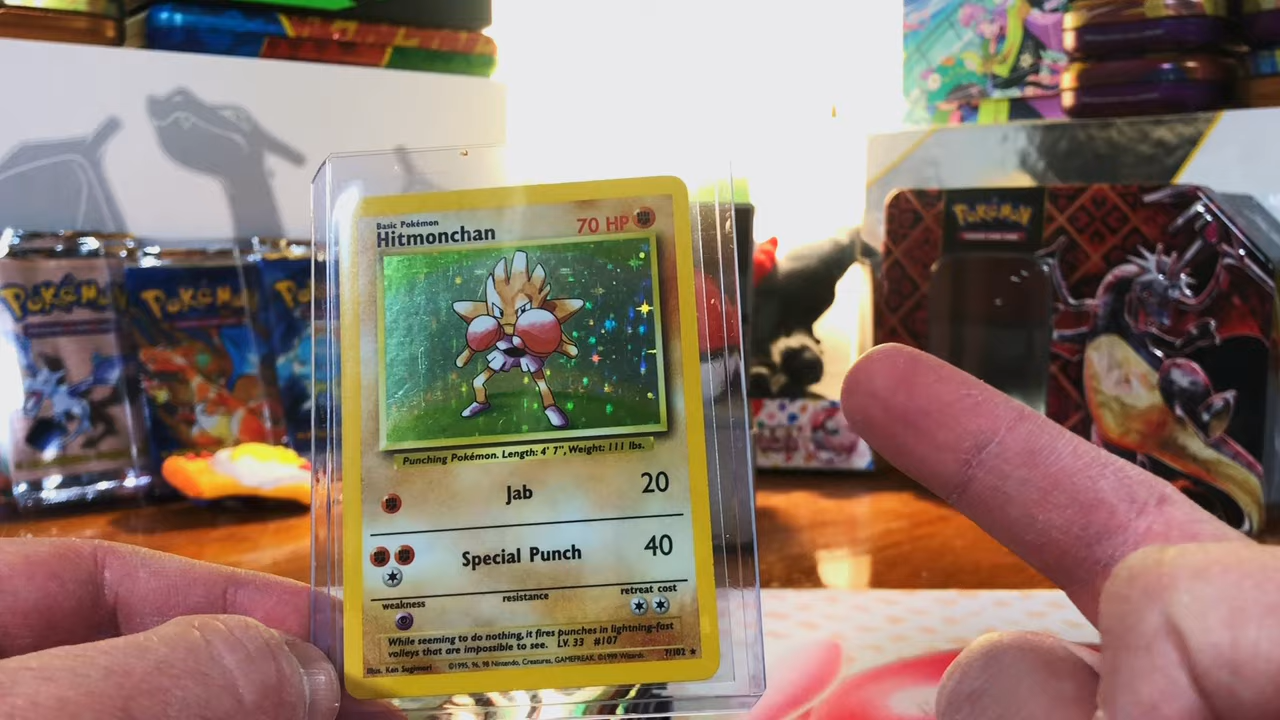 Basic Pokémon
Hitmonchan
70 HP
Punching Pokémon. Length: 4' 7", Weight: 111 lbs.
Jab 20
Special Punch 40
weakness
resistance
retreat cost
While seeming to do nothing, it fires punches in lightning-fast
volleys that are impossible to see. LV. 33 #107
Illus. Ken Sugimori
©1995, 96, 98 Nintendo, Creatures, GAMEFREAK. ©1999 Wizards.
7/102 ★
POKéMON
POKéMON
POKéMON